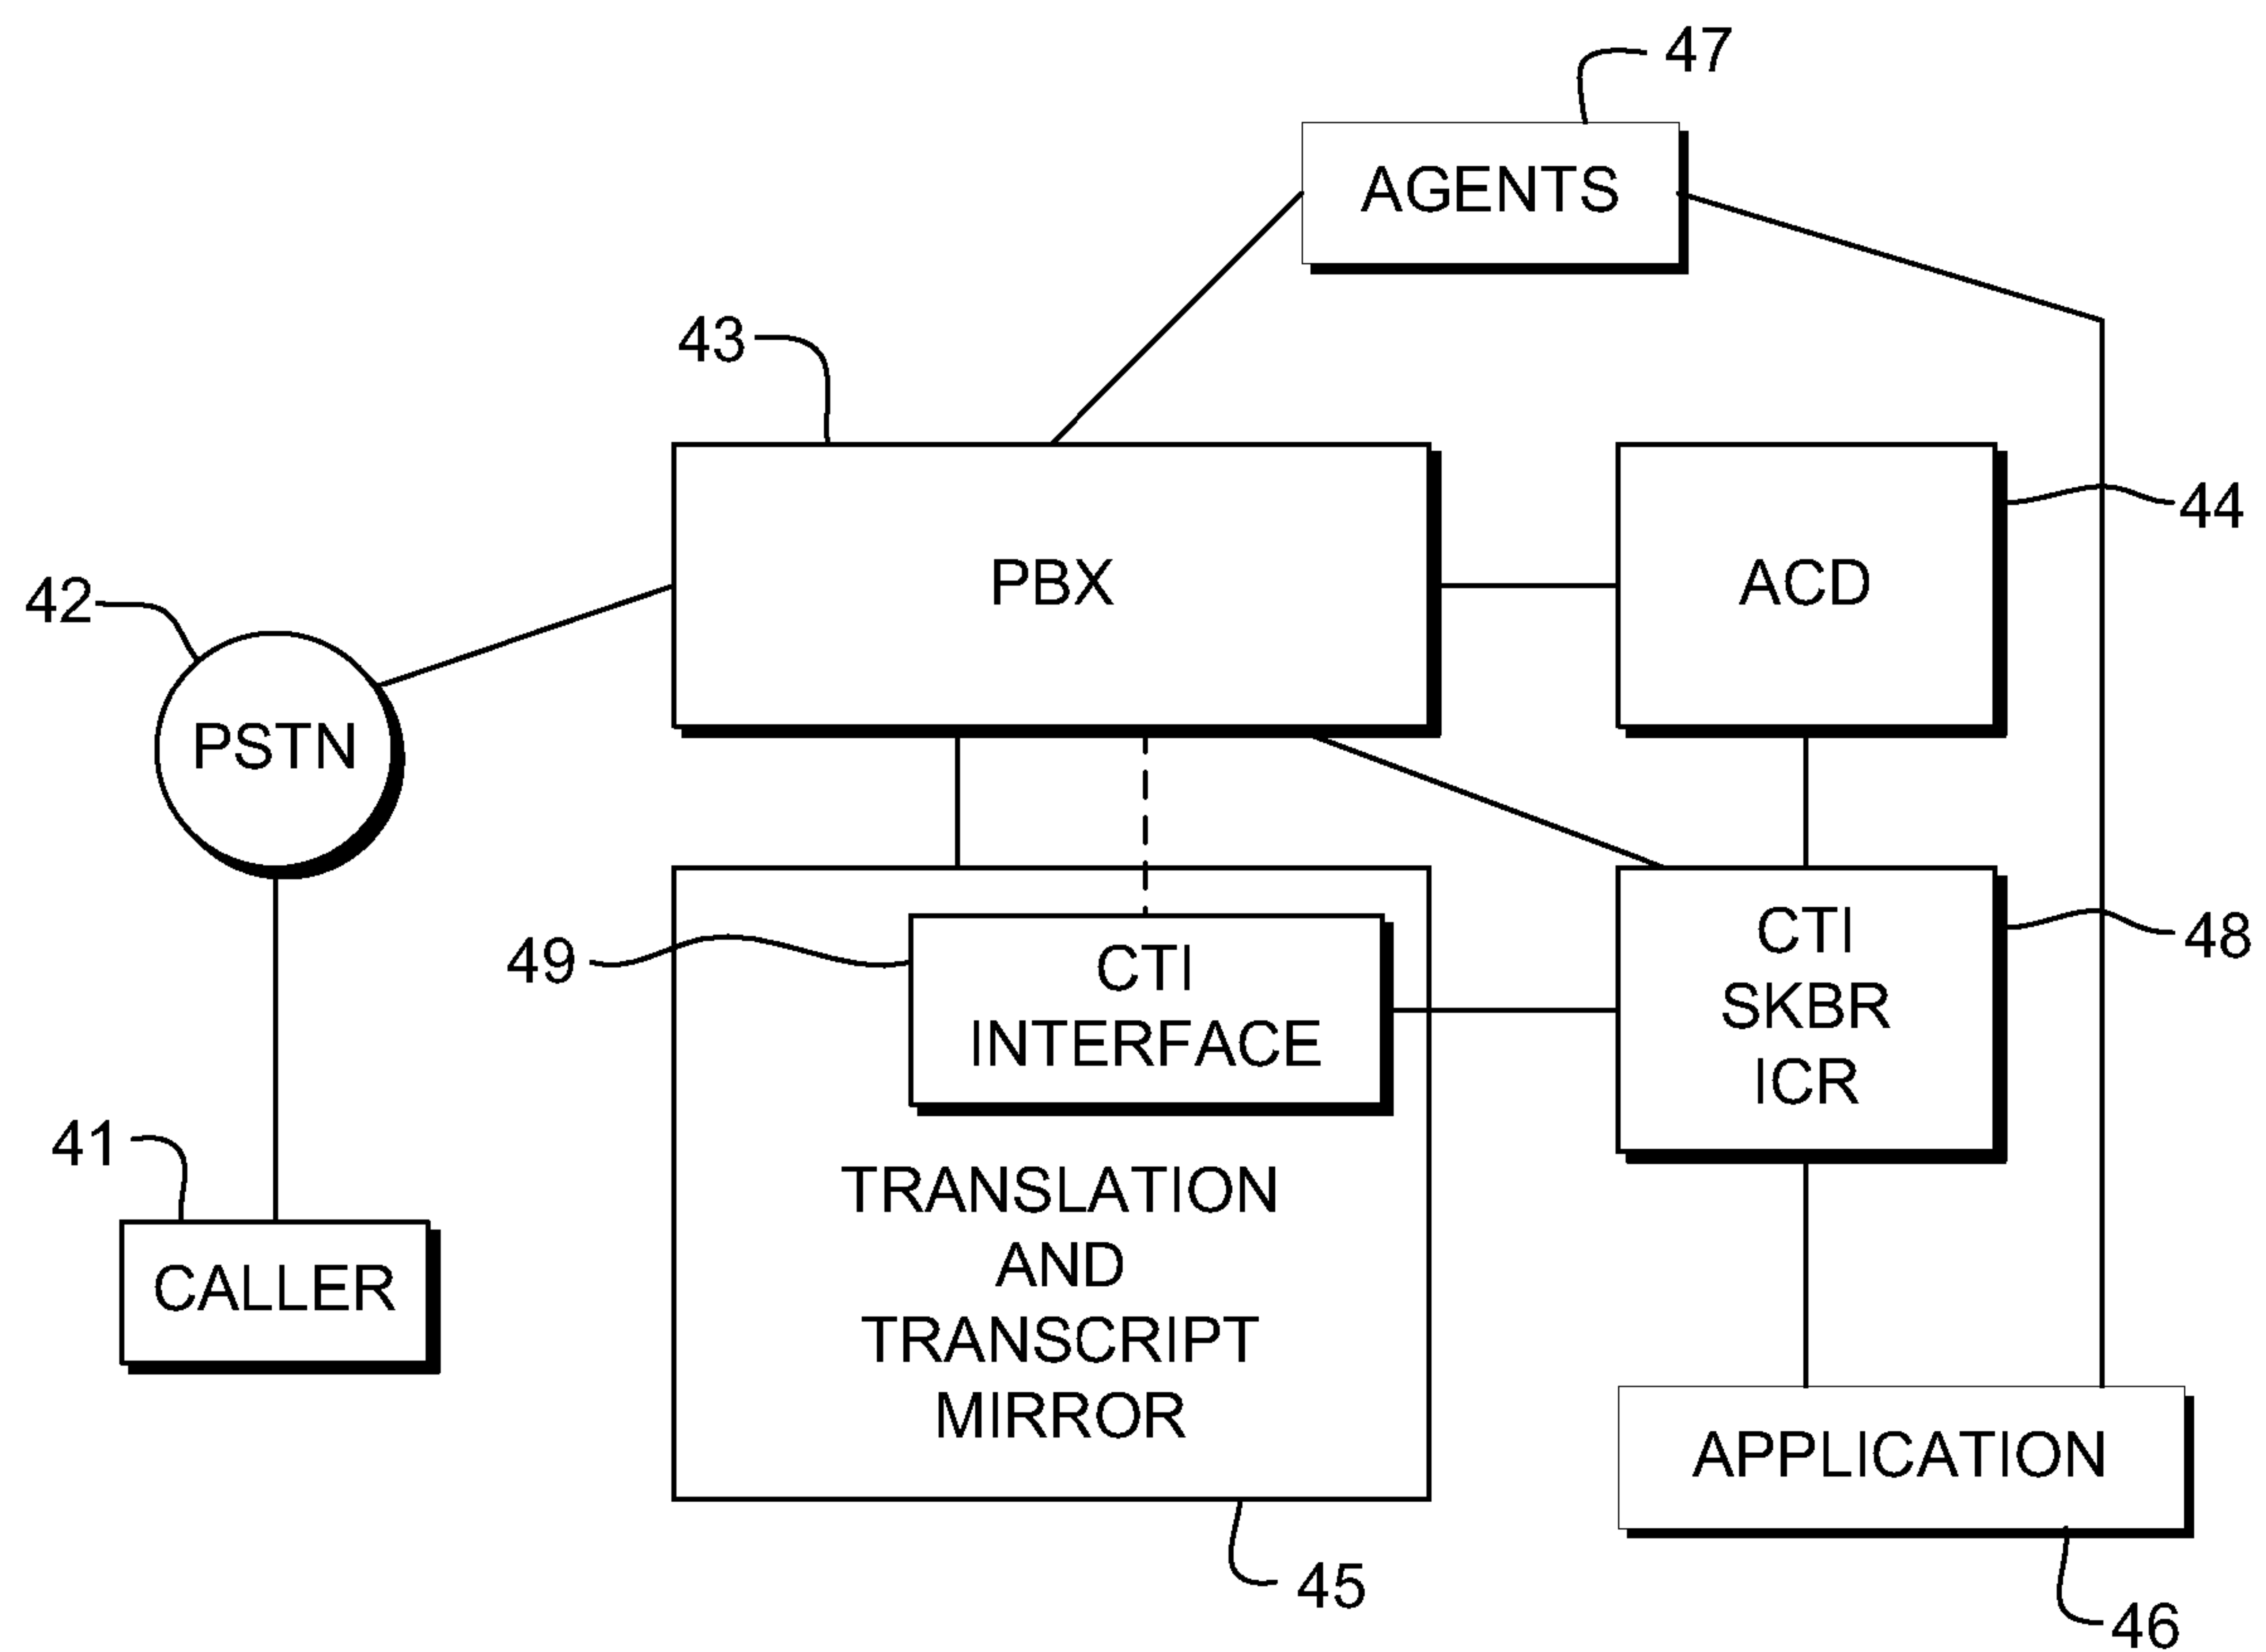 47
AGENTS
43
PBX
ACD
44
42
PSTN
49
CTI
INTERFACE
CTI
SKBR
ICR
48
41
CALLER
TRANSLATION
AND
TRANSCRIPT
MIRROR
APPLICATION
45
46